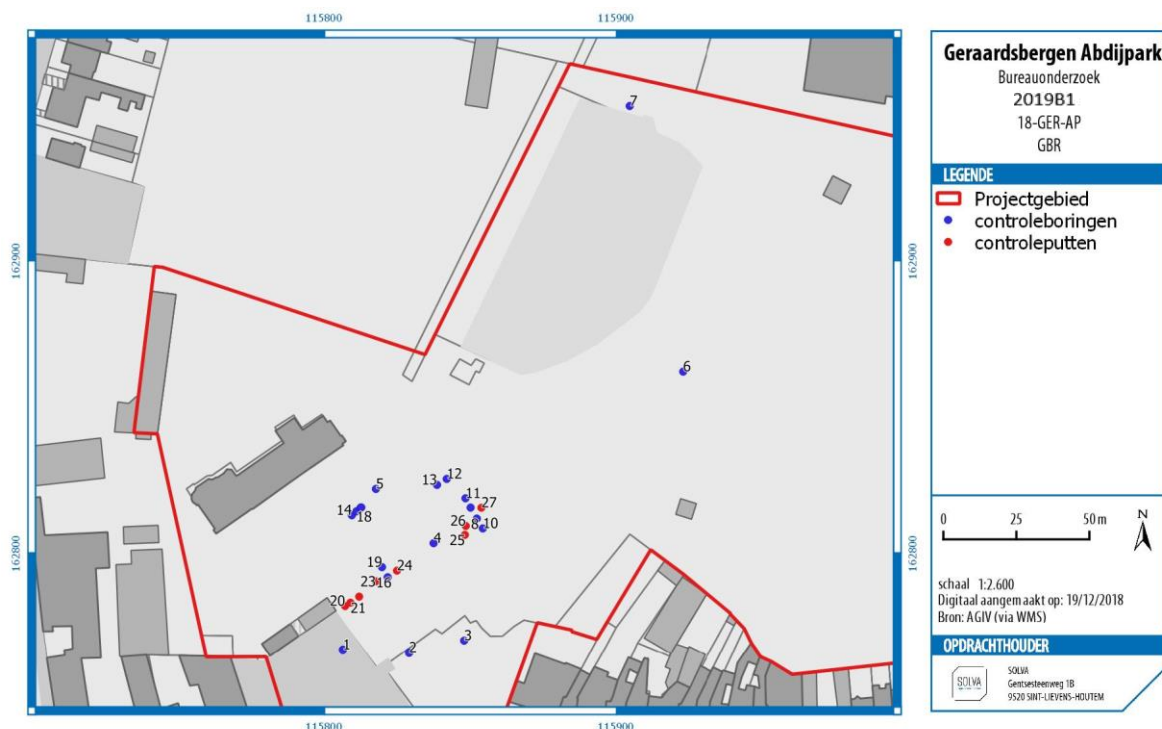 115800
115900
162900
162800
7
6
12
13
5
11
27
14
18
26
8
10
25
4
19
24
23
16
20
21
3
1
2
115800
115900
Geraardsbergen Abdijpark
Bureauonderzoek
2019B1
18-GER-AP
GBR
LEGENDE
Projectgebied
controleboringen
controleputten
0 25 50 m
N
schaal 1:2.600
Digitaal aangemaakt op: 19/12/2018
Bron: AGIV (via WMS)
OPDRACHTHOUDER
SOLVA
SOLVA
Gentsesteenweg 1B
9520 SINT-LIEVENS-HOUTEM
162900
162800